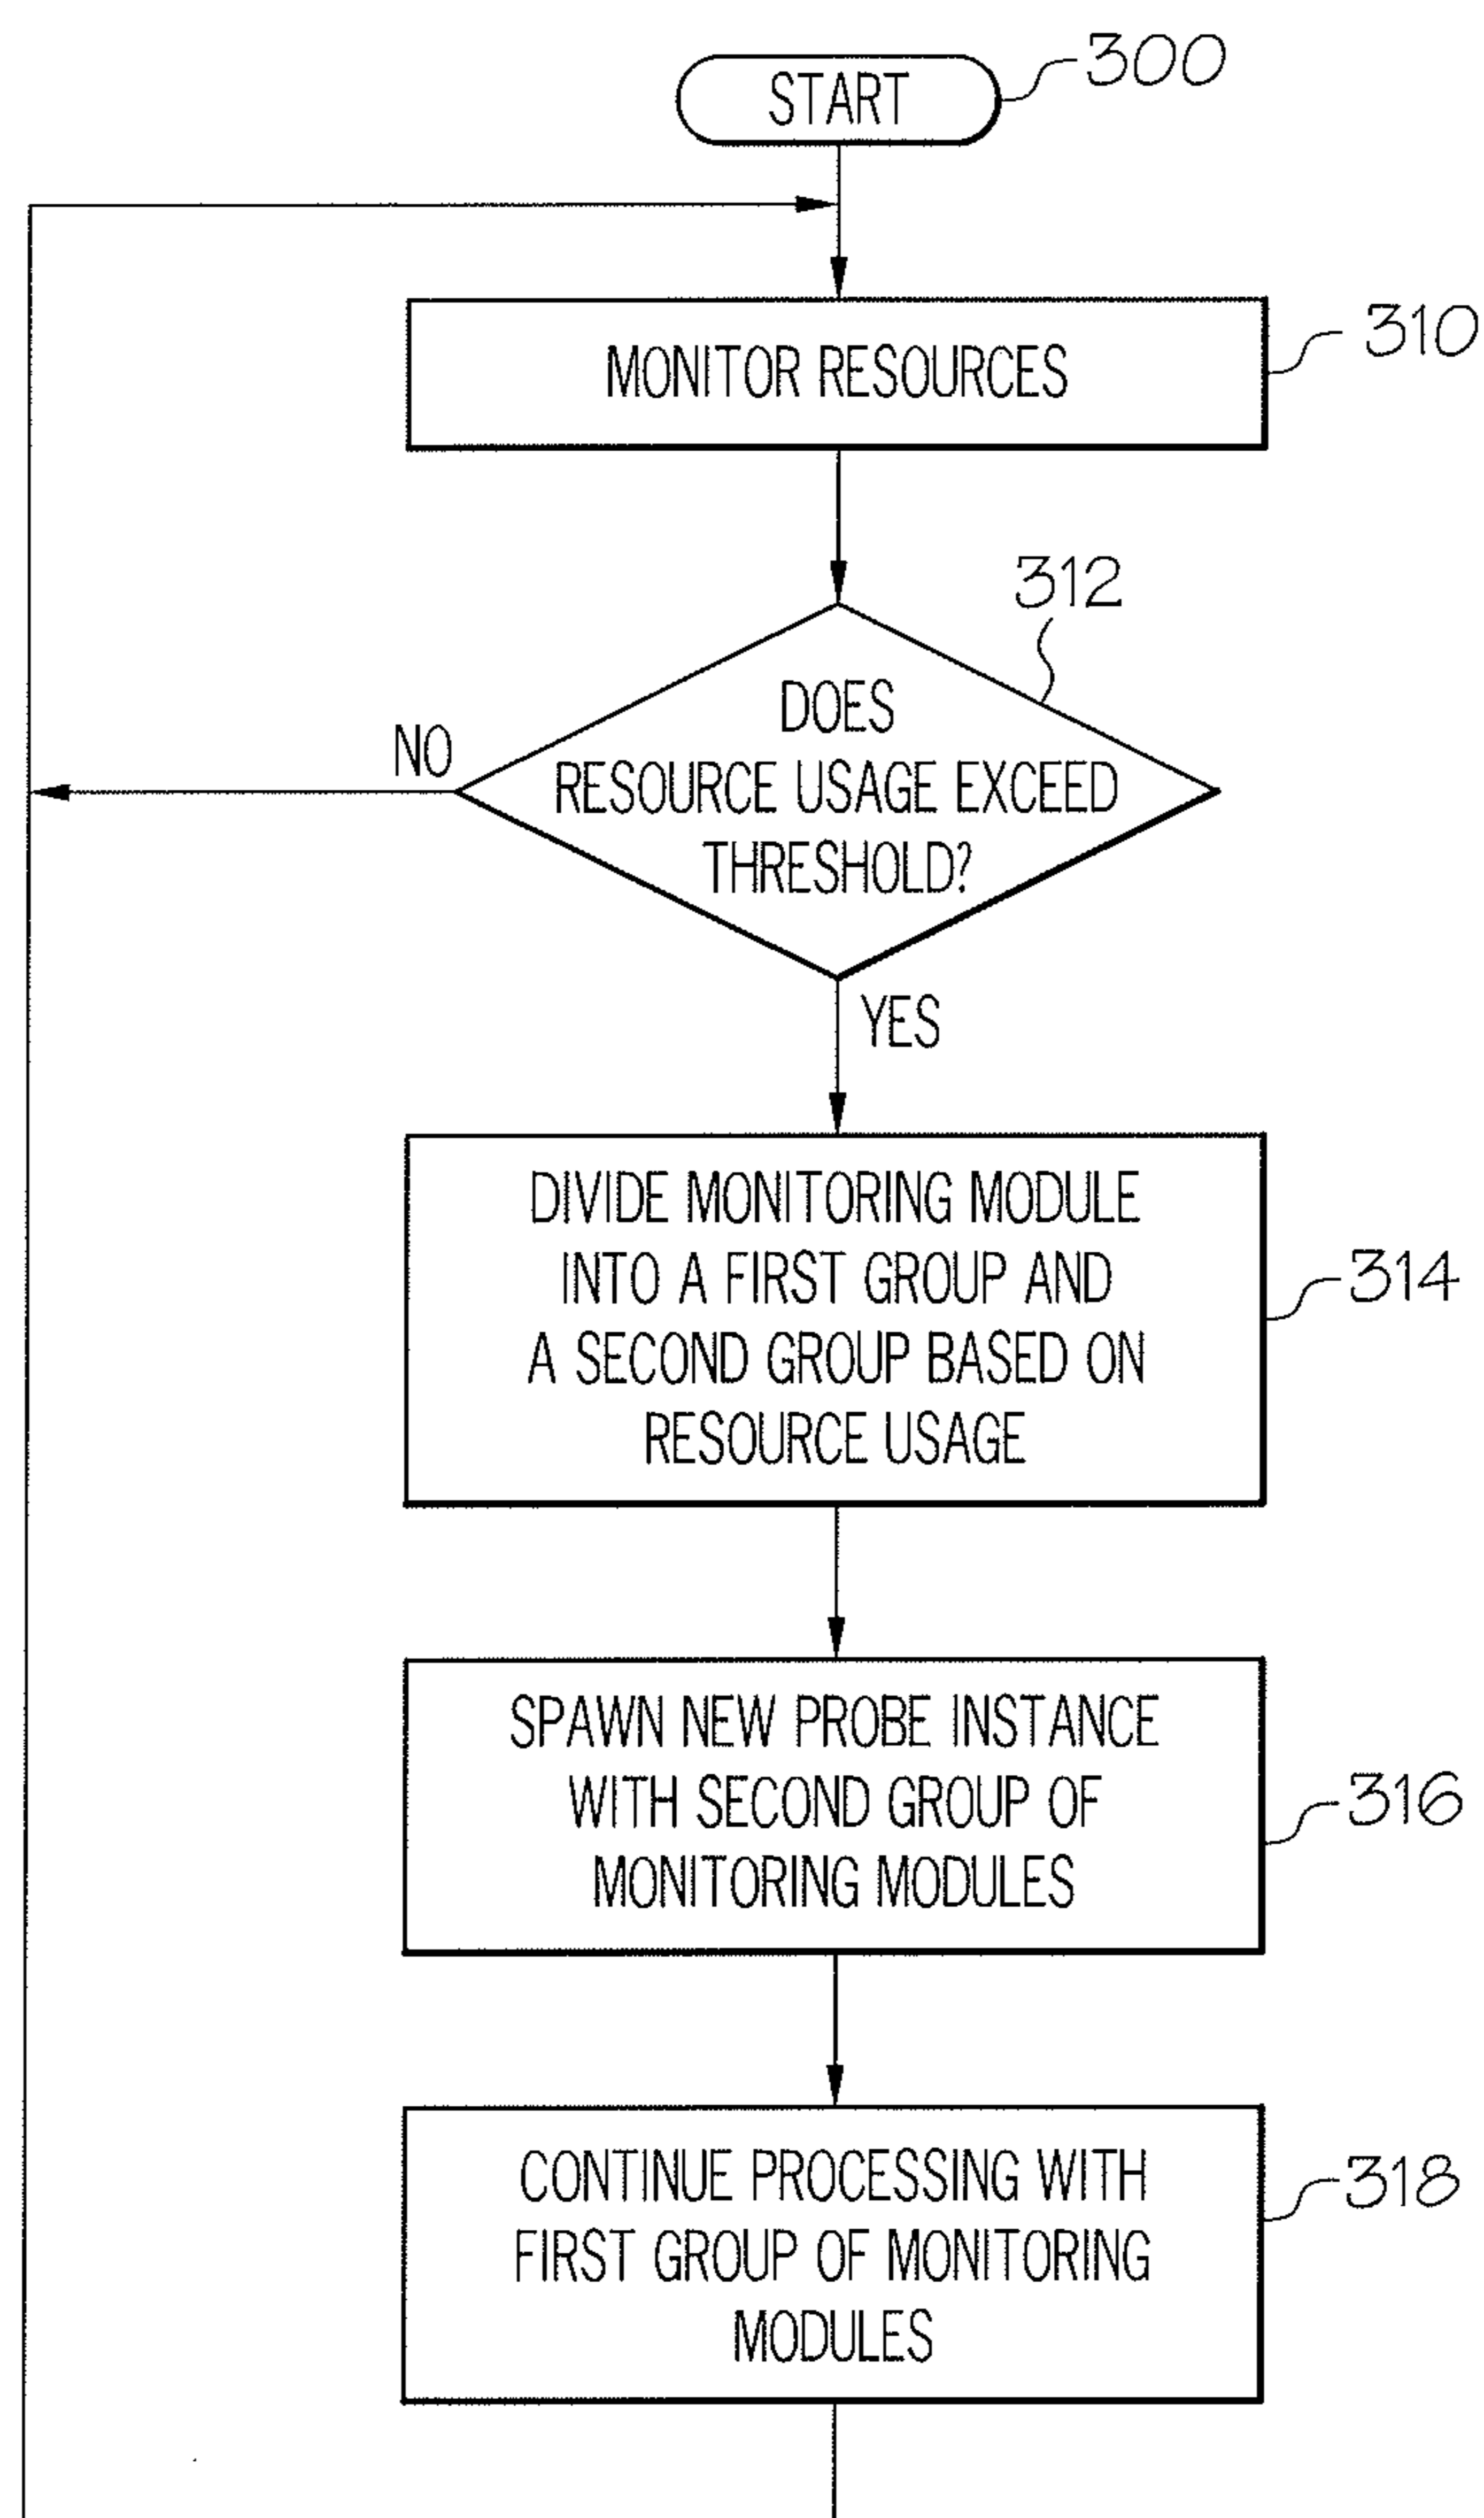 START
300
MONITOR RESOURCES
310
312
DOES
RESOURCE USAGE EXCEED
THRESHOLD?
NO
YES
DIVIDE MONITORING MODULE
INTO A FIRST GROUP AND
A SECOND GROUP BASED ON
RESOURCE USAGE
314
SPAWN NEW PROBE INSTANCE
WITH SECOND GROUP OF
MONITORING MODULES
316
CONTINUE PROCESSING WITH
FIRST GROUP OF MONITORING
MODULES
318